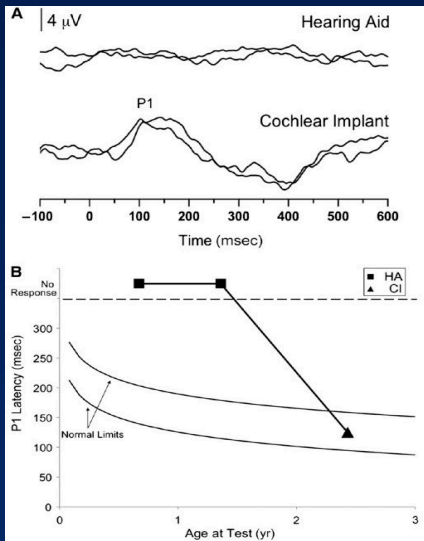 A
4 μV
Hearing Aid
P1
Cochlear Implant
−100 0 100 200 300 400 500 600
Time (msec)
B
No Response
HA
CI
300
250
200
150
100
50
0
P1 Latency (msec)
Normal Limits
0 1 2 3
Age at Test (yr)